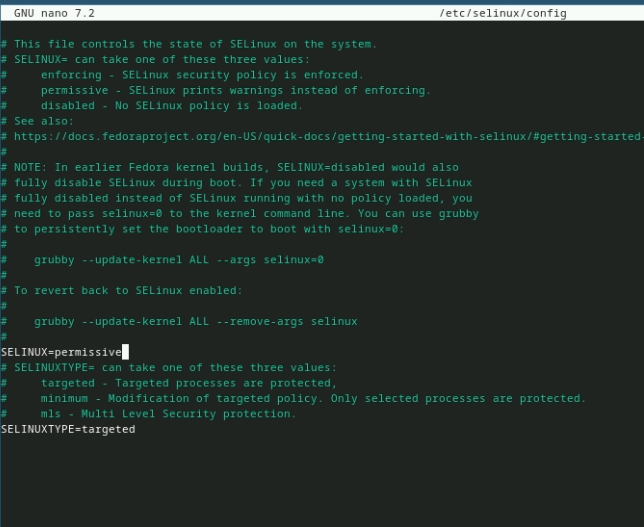 GNU nano 7.2 /etc/selinux/config
# This file controls the state of SELinux on the system.
# SELINUX= can take one of these three values:
#     enforcing - SELinux security policy is enforced.
#     permissive - SELinux prints warnings instead of enforcing.
#     disabled - No SELinux policy is loaded.
# See also:
# https://docs.fedoraproject.org/en-US/quick-docs/getting-started-with-selinux/#getting-started-
#
# NOTE: In earlier Fedora kernel builds, SELINUX=disabled would also
# fully disable SELinux during boot. If you need a system with SELinux
# fully disabled instead of SELinux running with no policy loaded, you
# need to pass selinux=0 to the kernel command line. You can use grubby
# to persistently set the bootloader to boot with selinux=0:
#
#    grubby --update-kernel ALL --args selinux=0
#
# To revert back to SELinux enabled:
#
#    grubby --update-kernel ALL --remove-args selinux
#
SELINUX=permissive
# SELINUXTYPE= can take one of these three values:
#     targeted - Targeted processes are protected,
#     minimum - Modification of targeted policy. Only selected processes are protected.
#     mls - Multi Level Security protection.
SELINUXTYPE=targeted